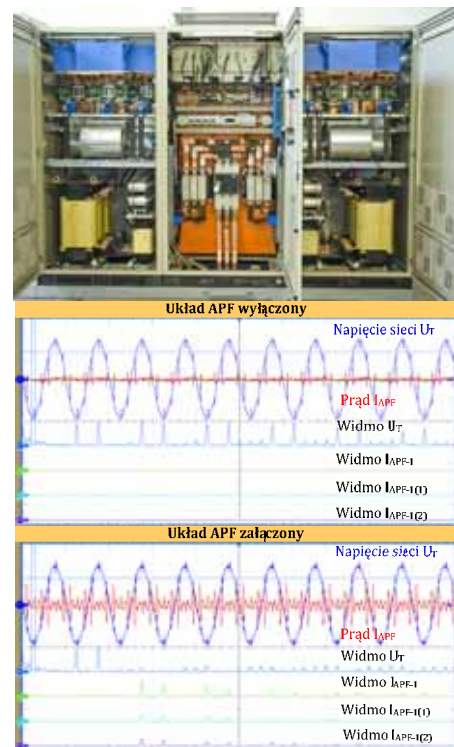 Układ APF wyłączony
Napięcie sieci UT
Prąd IAPF
Widmo UT
Widmo IAPF-1
Widmo IAPF-1(1)
Widmo IAPF-1(2)
Układ APF załączony
Napięcie sieci UT
Prąd IAPF
Widmo UT
Widmo IAPF-1
Widmo IAPF-1(1)
Widmo IAPF-1(2)